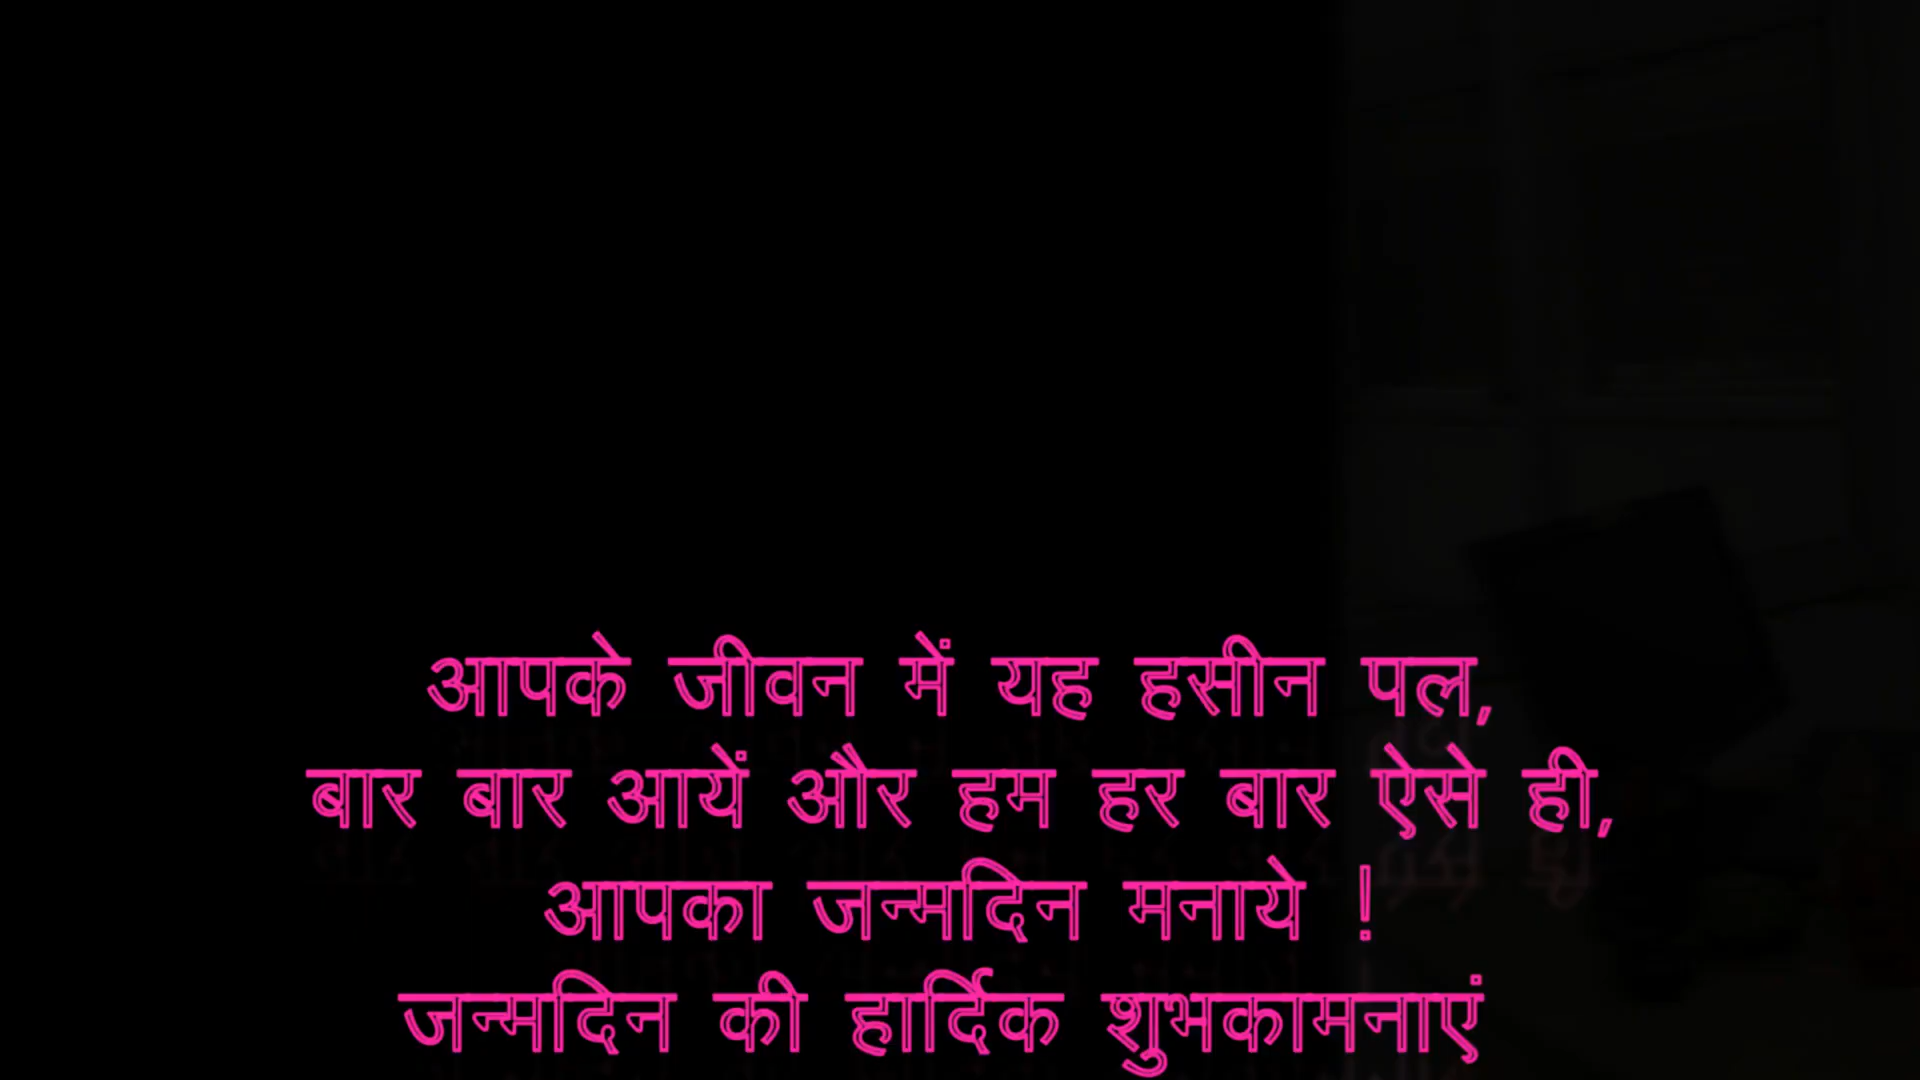 आपके जीवन में यह हसीन पल,
बार बार आयें और हम हर बार ऐसे ही,
आपका जन्मदिन मनाये !
जन्मदिन की हार्दिक शुभकामनाएं